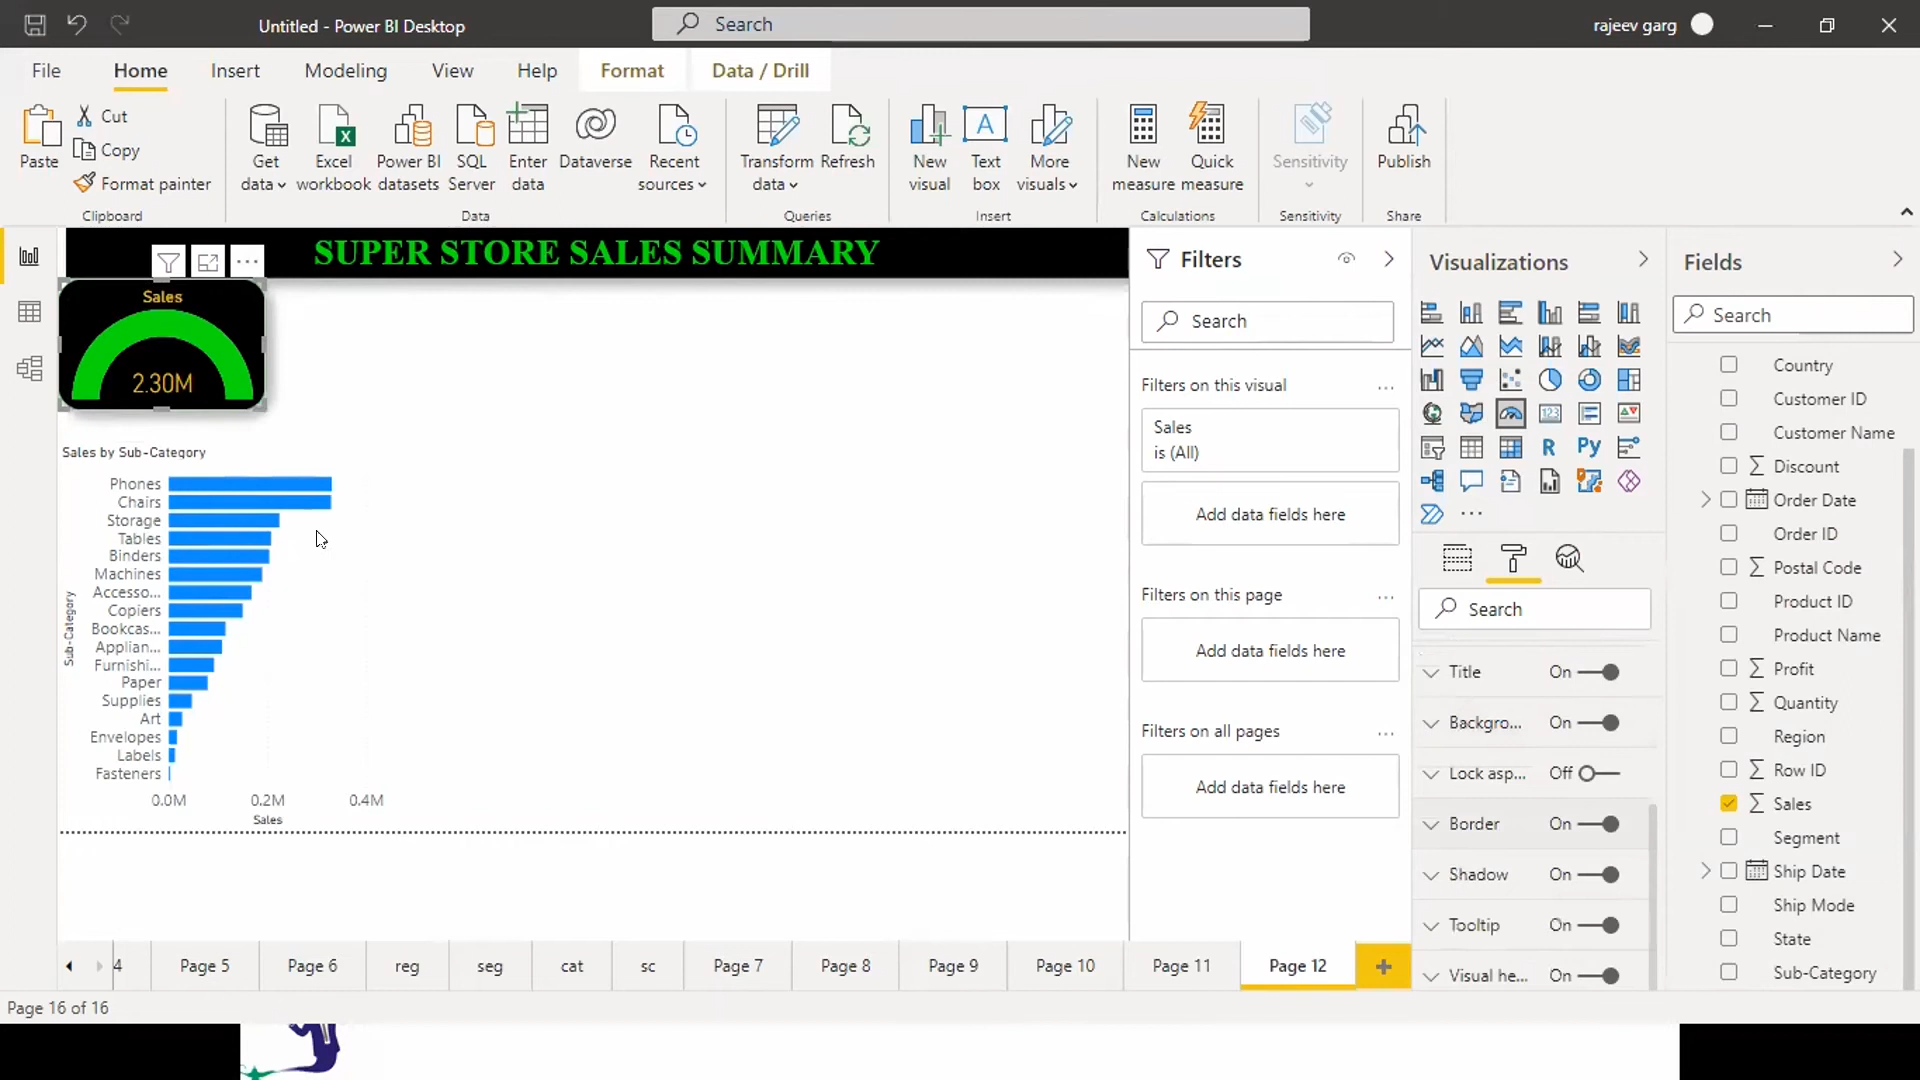 Untitled - Power BI Desktop
Search
rajeev garg
File
Home
Insert
Modeling
View
Help
Format
Data / Drill
Paste
Cut
Copy
Format painter
Clipboard
Get data
Excel workbook
Power BI datasets
SQL Server
Enter data
Dataverse
Recent sources
Data
Transform data
Refresh
Queries
New visual
Text box
A
More visuals
Insert
New measure
Quick measure
Calculations
Sensitivity
Sensitivity
Publish
Share
SUPER STORE SALES SUMMARY
Sales
2.30M
Sales by Sub-Category
Sub-Category
Phones
Chairs
Storage
Tables
Binders
Machines
Accesso...
Copiers
Bookcas...
Applian...
Furnishi...
Paper
Supplies
Art
Envelopes
Labels
Fasteners
0.0M
0.2M
0.4M
Sales
Filters
Search
Filters on this visual
Sales
is (All)
Add data fields here
Filters on this page
Add data fields here
Filters on all pages
Add data fields here
Visualizations
123
R
Py
Search
Title On
Backgro... On
Lock asp... Off
Border On
Shadow On
Tooltip On
Visual he... On
Fields
Search
Country
Customer ID
Customer Name
Discount
Order Date
Order ID
Postal Code
Product ID
Product Name
Profit
Quantity
Region
Row ID
Sales
Segment
Ship Date
Ship Mode
State
Sub-Category
4
Page 5
Page 6
reg
seg
cat
sc
Page 7
Page 8
Page 9
Page 10
Page 11
Page 12
Page 16 of 16